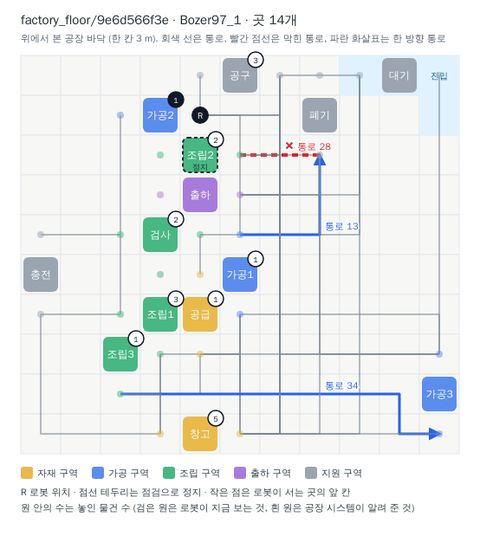 factory_floor/9e6d566f3e · Bozer97_1 · 곳 14개
위에서 본 공장 바닥 (한 칸 3 m). 회색 선은 통로, 빨간 점선은 막힌 통로, 파란 화살표는 한 방향 통로
3
공구
대기
진입
1
가공2
R
폐기
2
조립2
정지
✕ 통로 28
출하
2
검사
통로 13
충전
1
가공1
3
조립1
1
공급
1
조립3
통로 34
가공3
5
창고
자재 구역
가공 구역
조립 구역
출하 구역
지원 구역
R 로봇 위치 · 점선 테두리는 점검으로 정지 · 작은 점은 로봇이 서는 곳의 앞 칸
원 안의 수는 놓인 물건 수 (검은 원은 로봇이 지금 보는 것, 흰 원은 공장 시스템이 알려 준 것)